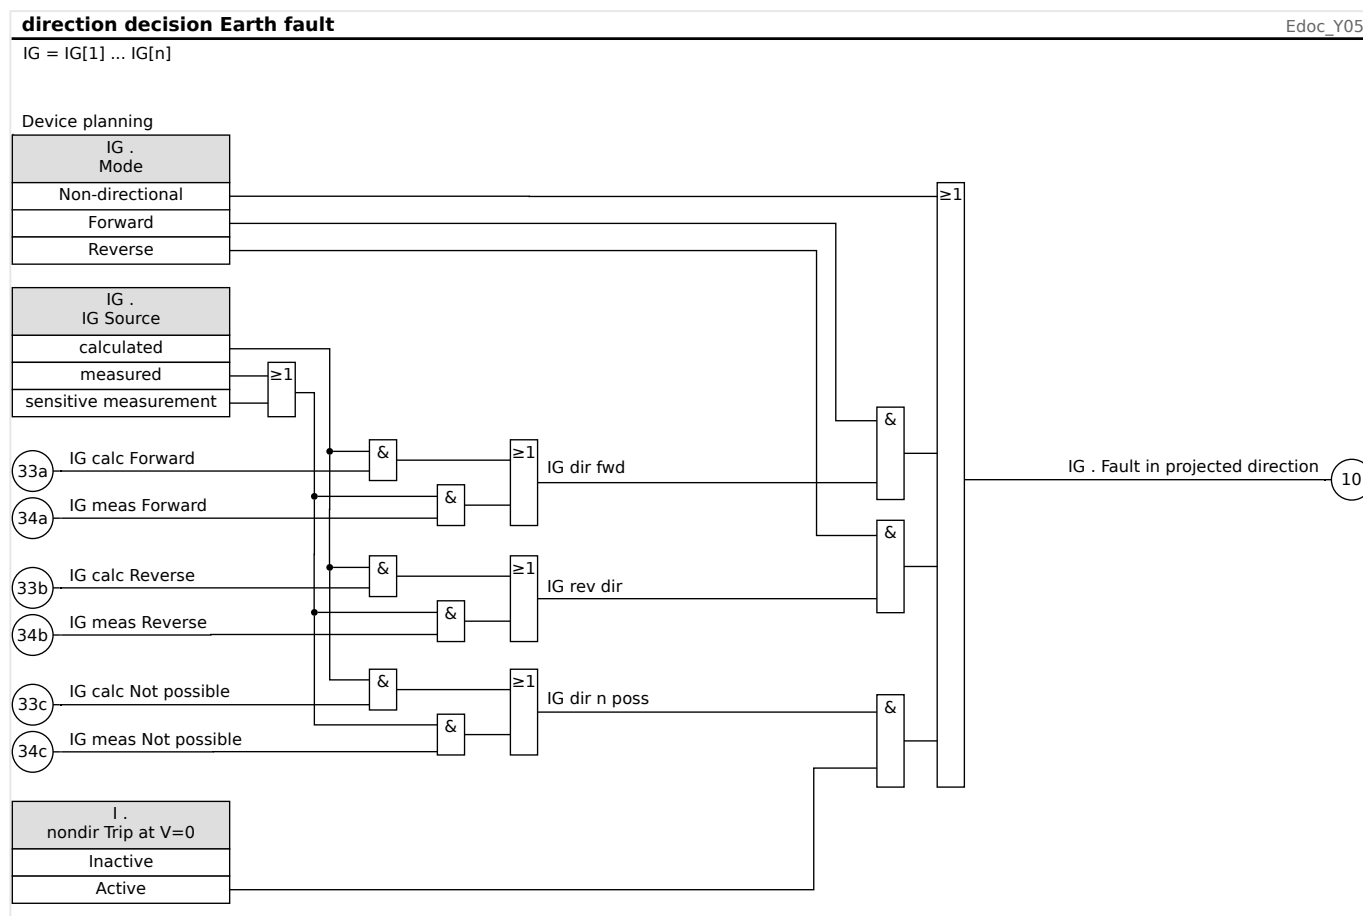 direction decision Earth fault
Edoc_Y05
IG = IG[1] ... IG[n]
Device planning
IG .
Mode
Non-directional
≥1
Forward
Reverse
IG .
IG Source
calculated
measured
≥1
sensitive measurement
&
33a
IG calc Forward
&
≥1
IG dir fwd
IG . Fault in projected direction
10
34a
IG meas Forward
&
&
33b
IG calc Reverse
&
≥1
IG rev dir
34b
IG meas Reverse
&
33c
IG calc Not possible
&
≥1
IG dir n poss
&
34c
IG meas Not possible
&
I .
nondir Trip at V=0
Inactive
Active